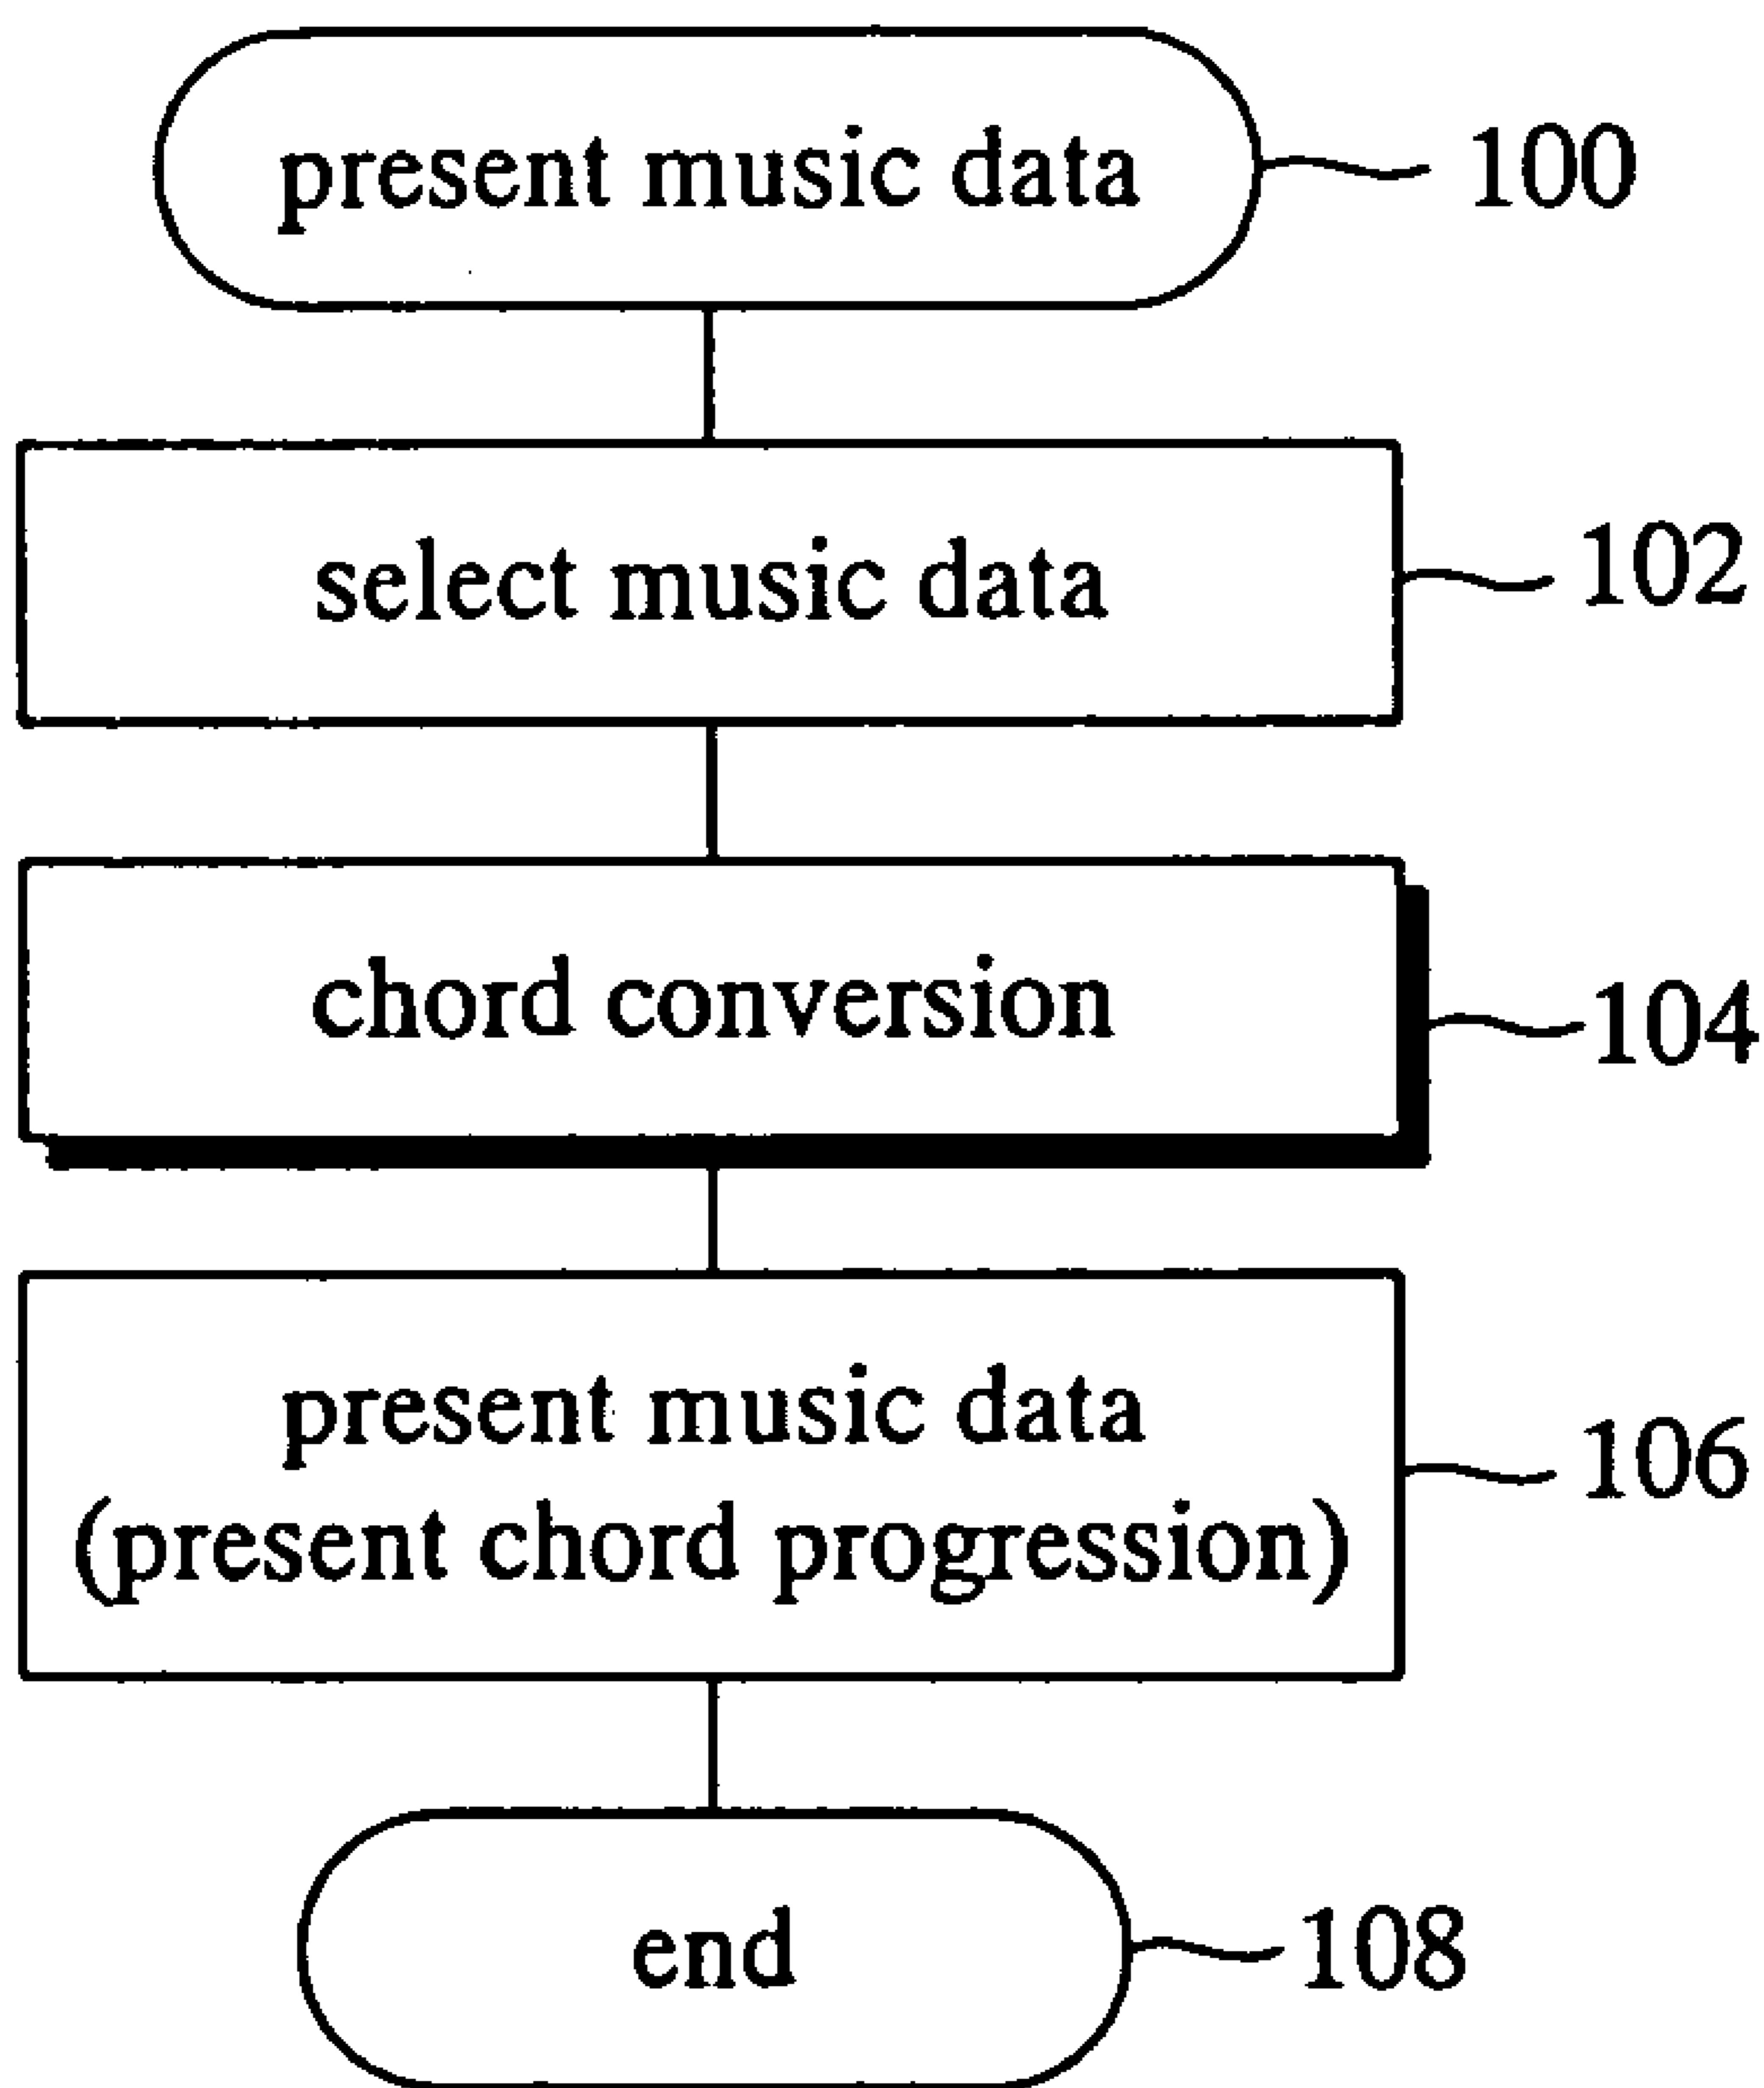 present music data
100
select music data
102
chord conversion
104
present music data
(present chord progression)
106
end
108